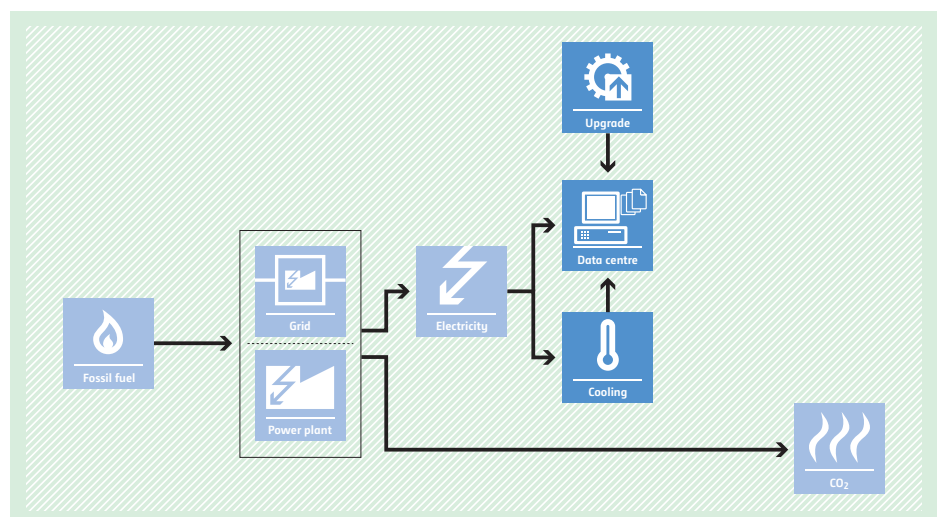 Upgrade
Data centre
Grid
Electricity
Fossil fuel
Cooling
Power plant
CO₂